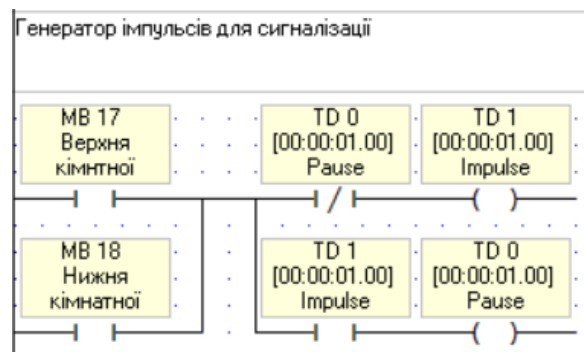 Генератор імпульсів для сигналізації
MB 17
Верхня
кімнтної
TD 0
[00:00:01.00]
Pause
TD 1
[00:00:01.00]
Impulse
MB 18
Нижня
кімнатної
TD 1
[00:00:01.00]
Impulse
TD 0
[00:00:01.00]
Pause